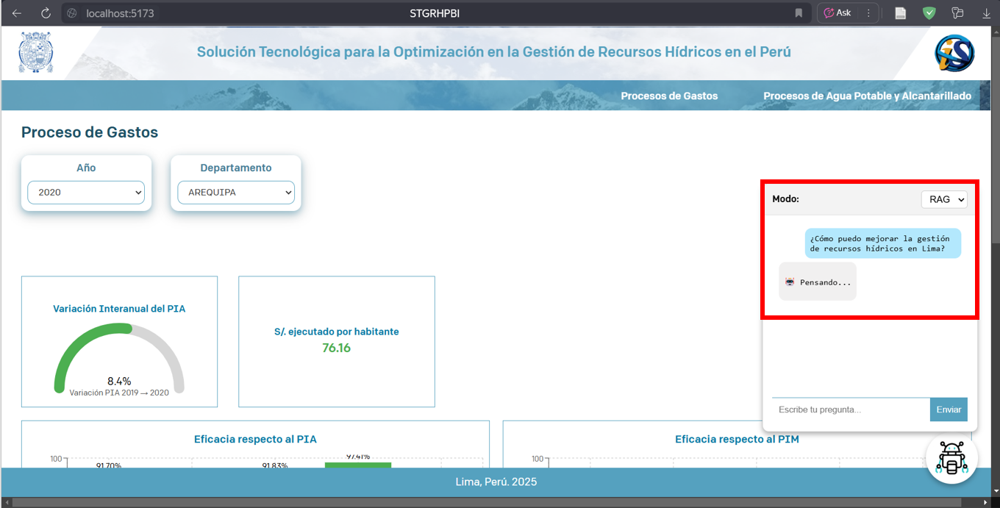 STGRHPBI
localhost:5173
Ask
Solución Tecnológica para la Optimización en la Gestión de Recursos Hídricos en el Perú
Procesos de Gastos
Procesos de Agua Potable y Alcantarillado
Proceso de Gastos
Año
2020
Departamento
AREQUIPA
Modo:
RAG
¿Cómo puedo mejorar la gestión
de recursos hídricos en Lima?
Pensando...
Variación Interanual del PIA
8.4%
Variación PIA 2019 → 2020
S/. ejecutado por habitante
76.16
Escribe tu pregunta...
Enviar
Eficacia respecto al PIA
100
91.70%
91.83%
97.41%
Eficacia respecto al PIM
100
Lima, Perú. 2025